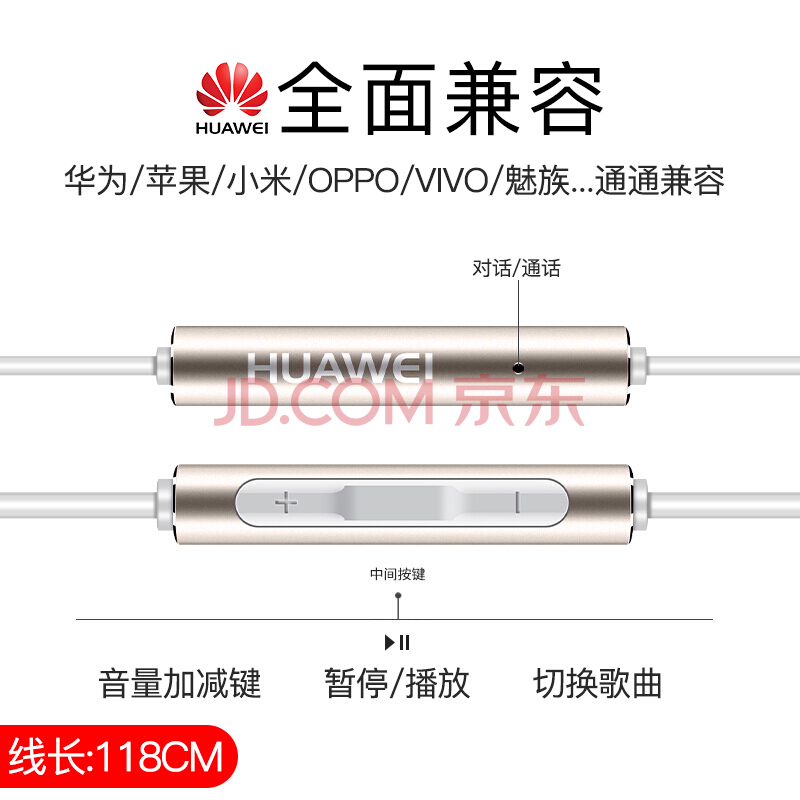 HUAWEI 全面兼容
华为/苹果/小米/OPPO/VIVO/魅族...通通兼容
对话/通话
HUAWEI
JD.COM 京东
+ −
中间按键
音量加减键 暂停/播放 切换歌曲
线长:118CM